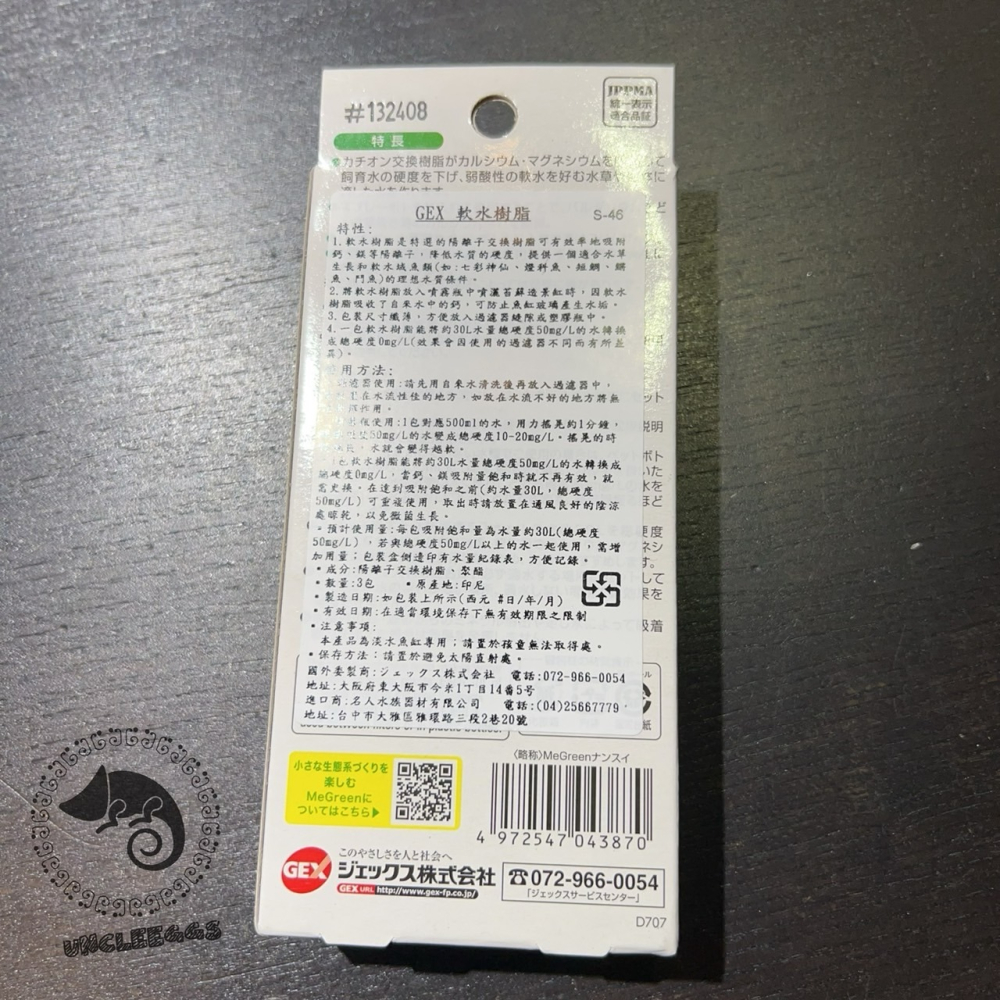 #132408
JPPMA
統一表示
適合品証
特長
カチオン交換樹脂がカルシウム・マグネシウムを
飼育水の硬度を下げ、弱酸性の軟水を好む水草や
GEX 軟水樹脂 S-46
特性:
1.軟水樹脂是特選的陽離子交換樹脂可有效率地吸附
鈣、鎂等陽離子，降低水質的硬度，提供一個適合水草
生長和軟水域魚類(如:七彩神仙、燈科魚、短鯛、鼯
魚、鬥魚)的理想水質條件。
2.將軟水樹脂放入噴霧瓶中噴灑苔蘚造景缸時，因軟水
樹脂吸收了自來水中的鈣，可防止魚缸玻璃產生水垢。
3.包裝尺寸纖薄，方便放入過濾器縫隙或塑膠瓶中。
4.一包軟水樹脂能將約30L水量總硬度50mg/L的水轉換
成總硬度0mg/L(效果會因使用的過濾器不同而有所差
異)。
用方法:
濾器使用:請先用自來水清洗後再放入過濾器中，
在水流性佳的地方，如放在水流不好的地方將無
作用。
瓶使用:1包對應500ml的水，用力搖晃約1分鐘，
50mg/L的水變成總硬度10-20mg/L。搖晃的時
長，水就會變得越軟。
包軟水樹脂能將約30L水量總硬度50mg/L的水轉換成
總硬度0mg/L，當鈣、鎂吸附量飽和時就不再有效，就
需更換。在達到吸附飽和之前(約水量30L，總硬度
50mg/L) 可重複使用，取出時請放置在通風良好的陰涼
處晾乾，以免黴菌生長。
•預計使用量:每包吸附飽和量為水量約30L(總硬度
50mg/L) ，若與總硬度50mg/L以上的水一起使用，需增
加用量；包裝盒側邊印有水量紀錄表，方便記錄。
•成分:陽離子交換樹脂、聚酯
•數量:3包 •原產地:印尼
•製造日期:如包裝上所示(西元 #日/年/月)
•有效日期:在適當環境保存下無有效期限之限制
•注意事項:
本產品為淡水魚缸專用；請置於孩童無法取得處。
•保存方法：請置於避免太陽直射處。
國外委製商:ジェックス株式会社 電話:072-966-0054
地址:大阪府東大阪市今米1丁目14番5号
進口商:名人水族器材有限公司 電話:(04)25667779
地址:台中市大雅區雅環路三段2巷20號
〈略称〉MeGreenナンスイ
小さな生態系づくりを
楽しむ
MeGreenに
ついてはこちら▶
4 972547 043870
GEX
このやさしさを人と社会へ
ジェックス株式会社
GEX URL http://www.gex-fp.co.jp/
☎072-966-0054
「ジェックスサービスセンター」
D707
UNCLEEGGS